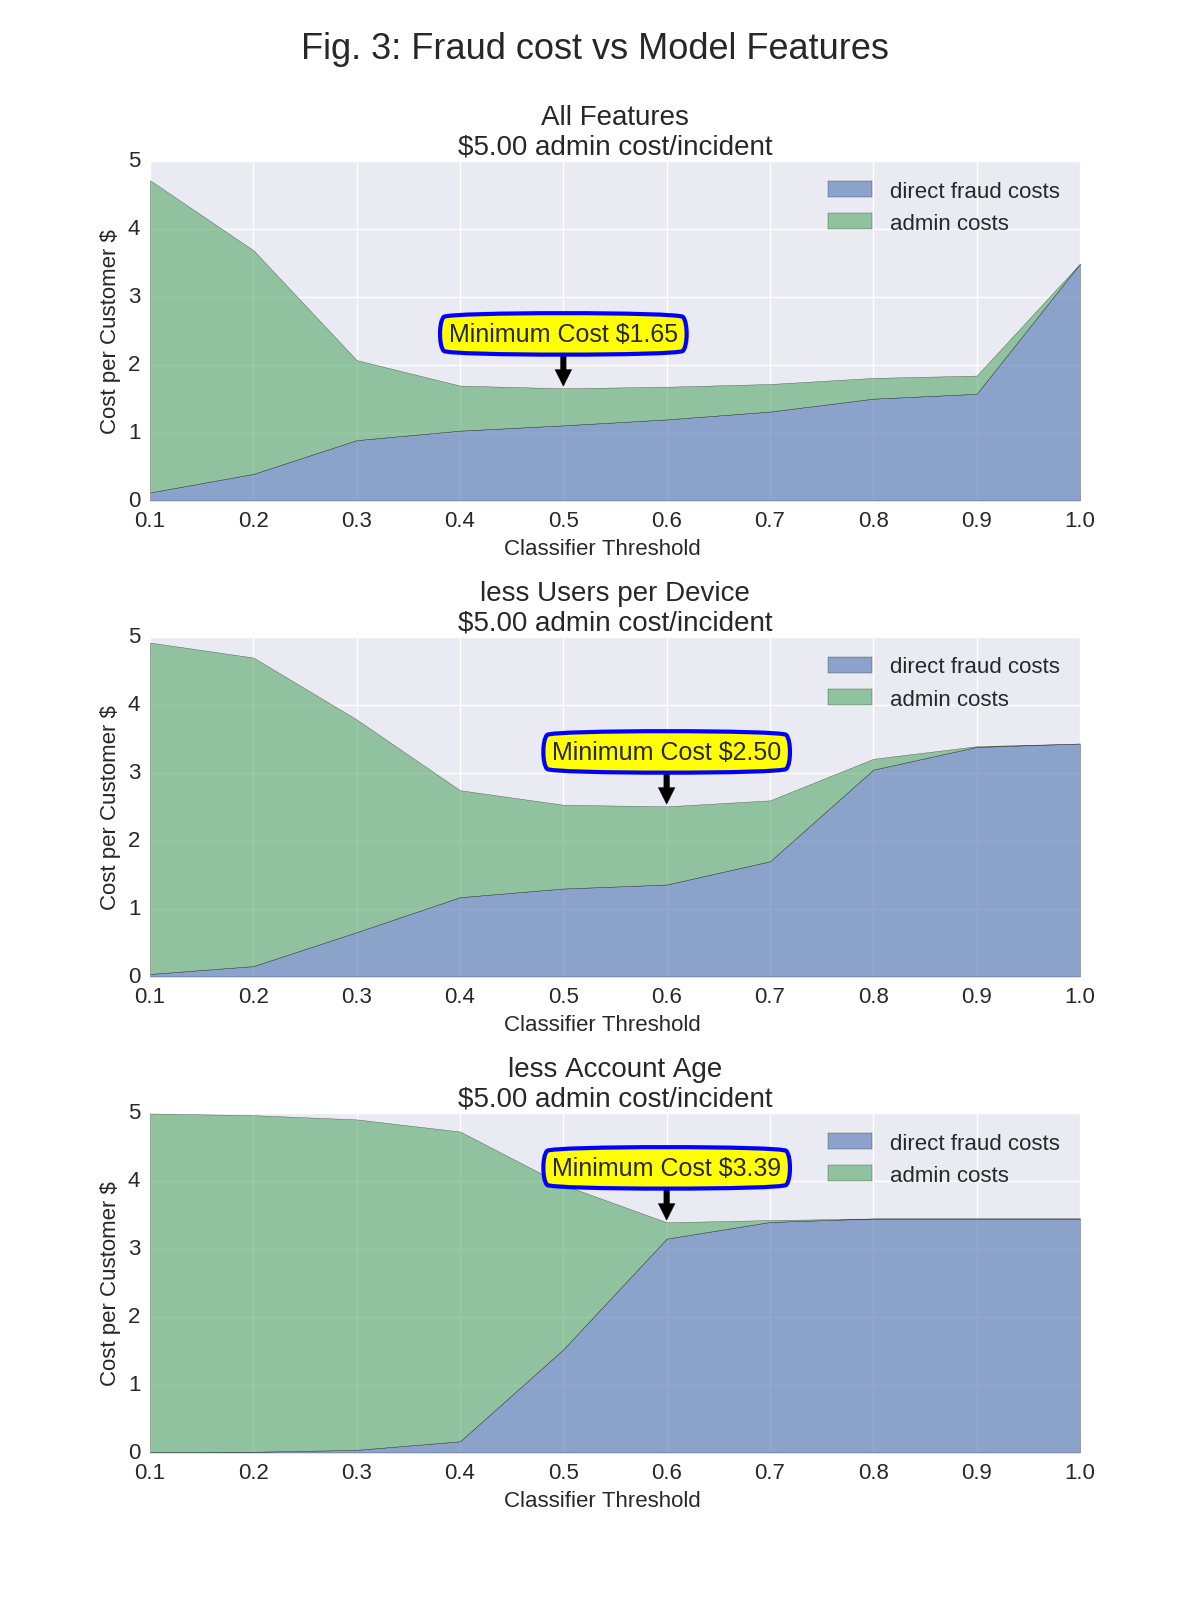 Fig. 3: Fraud cost vs Model Features
All Features
$5.00 admin cost/incident
5
4
3
2
1
0
Cost per Customer $
direct fraud costs
admin costs
Minimum Cost $1.65
0.1 0.2 0.3 0.4 0.5 0.6 0.7 0.8 0.9 1.0
Classifier Threshold
less Users per Device
$5.00 admin cost/incident
5
4
3
2
1
0
Cost per Customer $
direct fraud costs
admin costs
Minimum Cost $2.50
0.1 0.2 0.3 0.4 0.5 0.6 0.7 0.8 0.9 1.0
Classifier Threshold
less Account Age
$5.00 admin cost/incident
5
4
3
2
1
0
Cost per Customer $
direct fraud costs
admin costs
Minimum Cost $3.39
0.1 0.2 0.3 0.4 0.5 0.6 0.7 0.8 0.9 1.0
Classifier Threshold